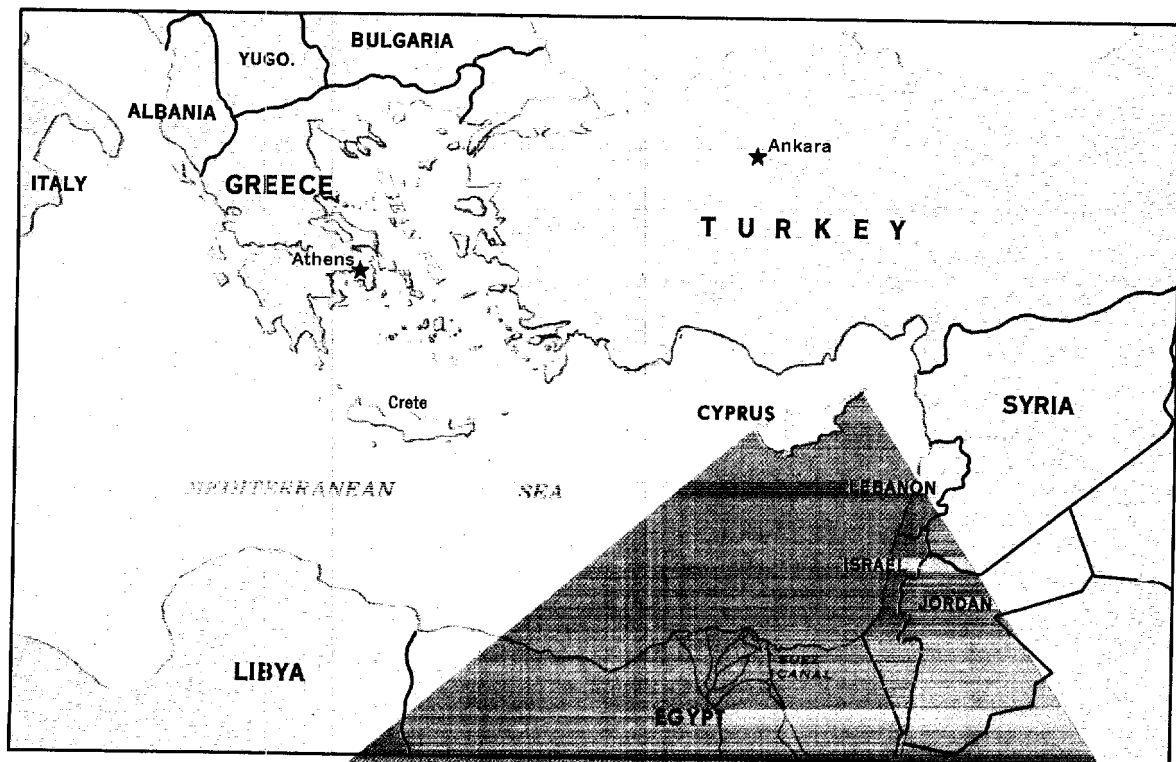 BULGARIA
YUGO.
ALBANIA
ITALY
GREECE
Ankara
TURKEY
Athens
Crete
CYPRUS
SYRIA
MEDITERRANEAN SEA
LEBANON
ISRAEL
JORDAN
LIBYA
SUEZ
CANAL
EGYPT